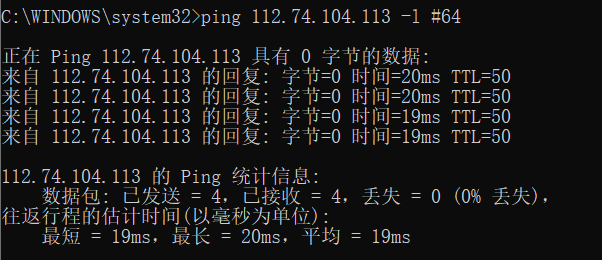 C:\WINDOWS\system32>ping 112.74.104.113 -l #64
正在 Ping 112.74.104.113 具有 0 字节的数据:
来自 112.74.104.113 的回复: 字节=0 时间=20ms TTL=50
来自 112.74.104.113 的回复: 字节=0 时间=20ms TTL=50
来自 112.74.104.113 的回复: 字节=0 时间=19ms TTL=50
来自 112.74.104.113 的回复: 字节=0 时间=19ms TTL=50
112.74.104.113 的 Ping 统计信息:
数据包: 已发送 = 4，已接收 = 4，丢失 = 0 (0% 丢失)，
往返行程的估计时间(以毫秒为单位):
最短 = 19ms，最长 = 20ms，平均 = 19ms